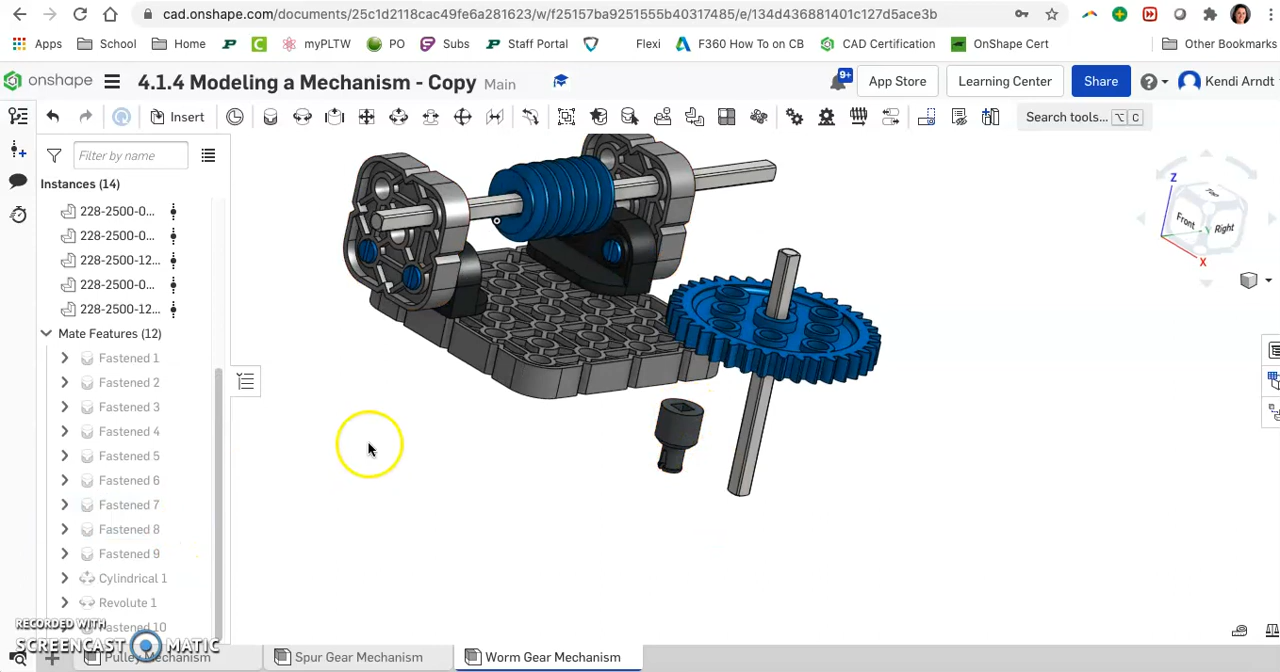 cad.onshape.com/documents/25c1d2118eac49fe6a281623/w/f25157ba9251555b40317485/e/134d436881401c127d5ace3b
Apps School Home myPLTW PO Subs Staff Portal Flexi F360 How To on CB CAD Certification OnShape Cert Other Bookmarks
onshape 4.1.4 Modeling a Mechanism - Copy Main 9+ App Store Learning Center Share Kendi Arndt
Insert Search tools... ⌥ C
Filter by name
Instances (14)
228-2500-0...
228-2500-0...
228-2500-12...
228-2500-0...
228-2500-12...
Mate Features (12)
Fastened 1
Fastened 2
Fastened 3
Fastened 4
Fastened 5
Fastened 6
Fastened 7
Fastened 8
Fastened 9
Cylindrical 1
Revolute 1
Fastened 10
Z
Top
Front
Right
X
RECORDED WITH
SCREENCAST MATIC
Pulley Mechanism Spur Gear Mechanism Worm Gear Mechanism